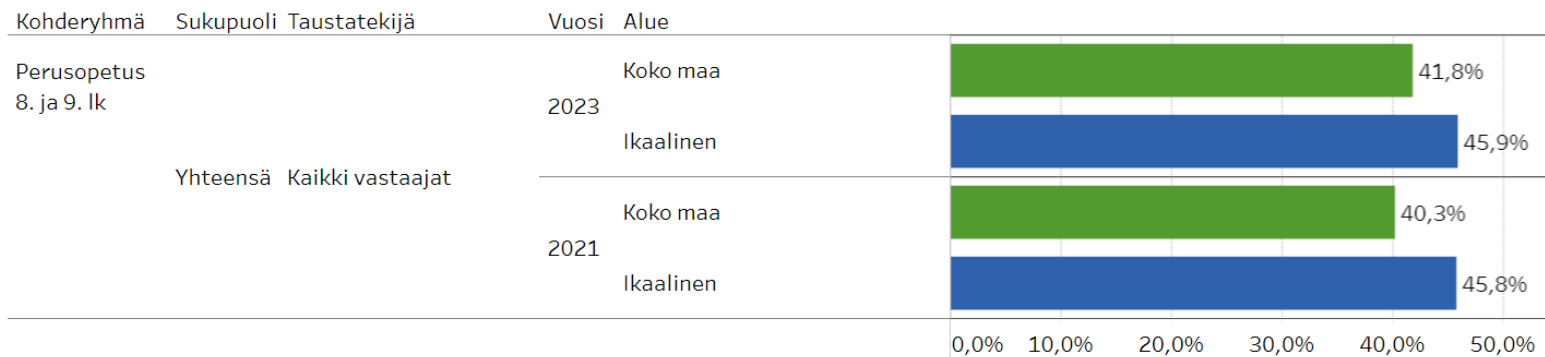 Kohderyhmä Sukupuoli Taustatekijä Vuosi Alue
Perusopetus
8. ja 9. lk
Yhteensä Kaikki vastaajat
2023
Koko maa 41,8%
Ikaalinen 45,9%
2021
Koko maa 40,3%
Ikaalinen 45,8%
0,0% 10,0% 20,0% 30,0% 40,0% 50,0%